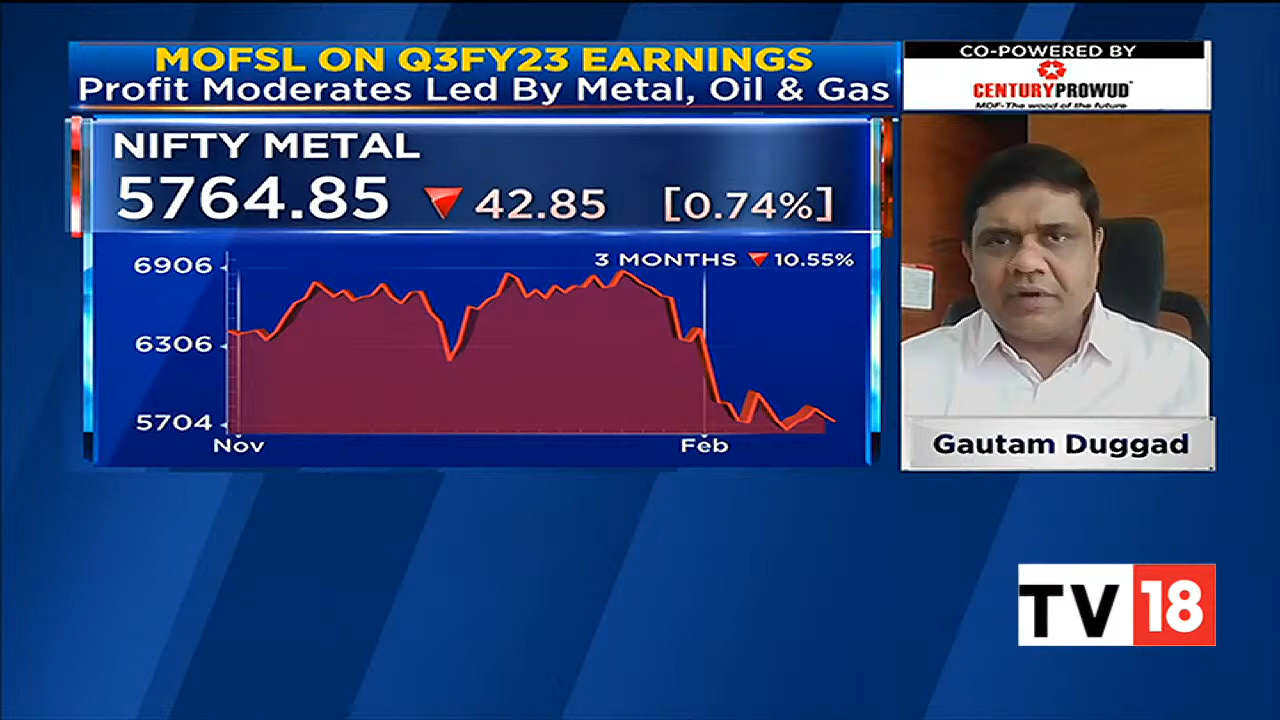 MOFSL ON Q3FY23 EARNINGS
Profit Moderates Led By Metal, Oil & Gas
CO-POWERED BY
CENTURYPROWUD
MDF-The wood of the future
NIFTY METAL
5764.85 ▼ 42.85 [0.74%]
3 MONTHS ▼ 10.55%
6906
6306
5704
Nov Feb
Gautam Duggad
TV 18